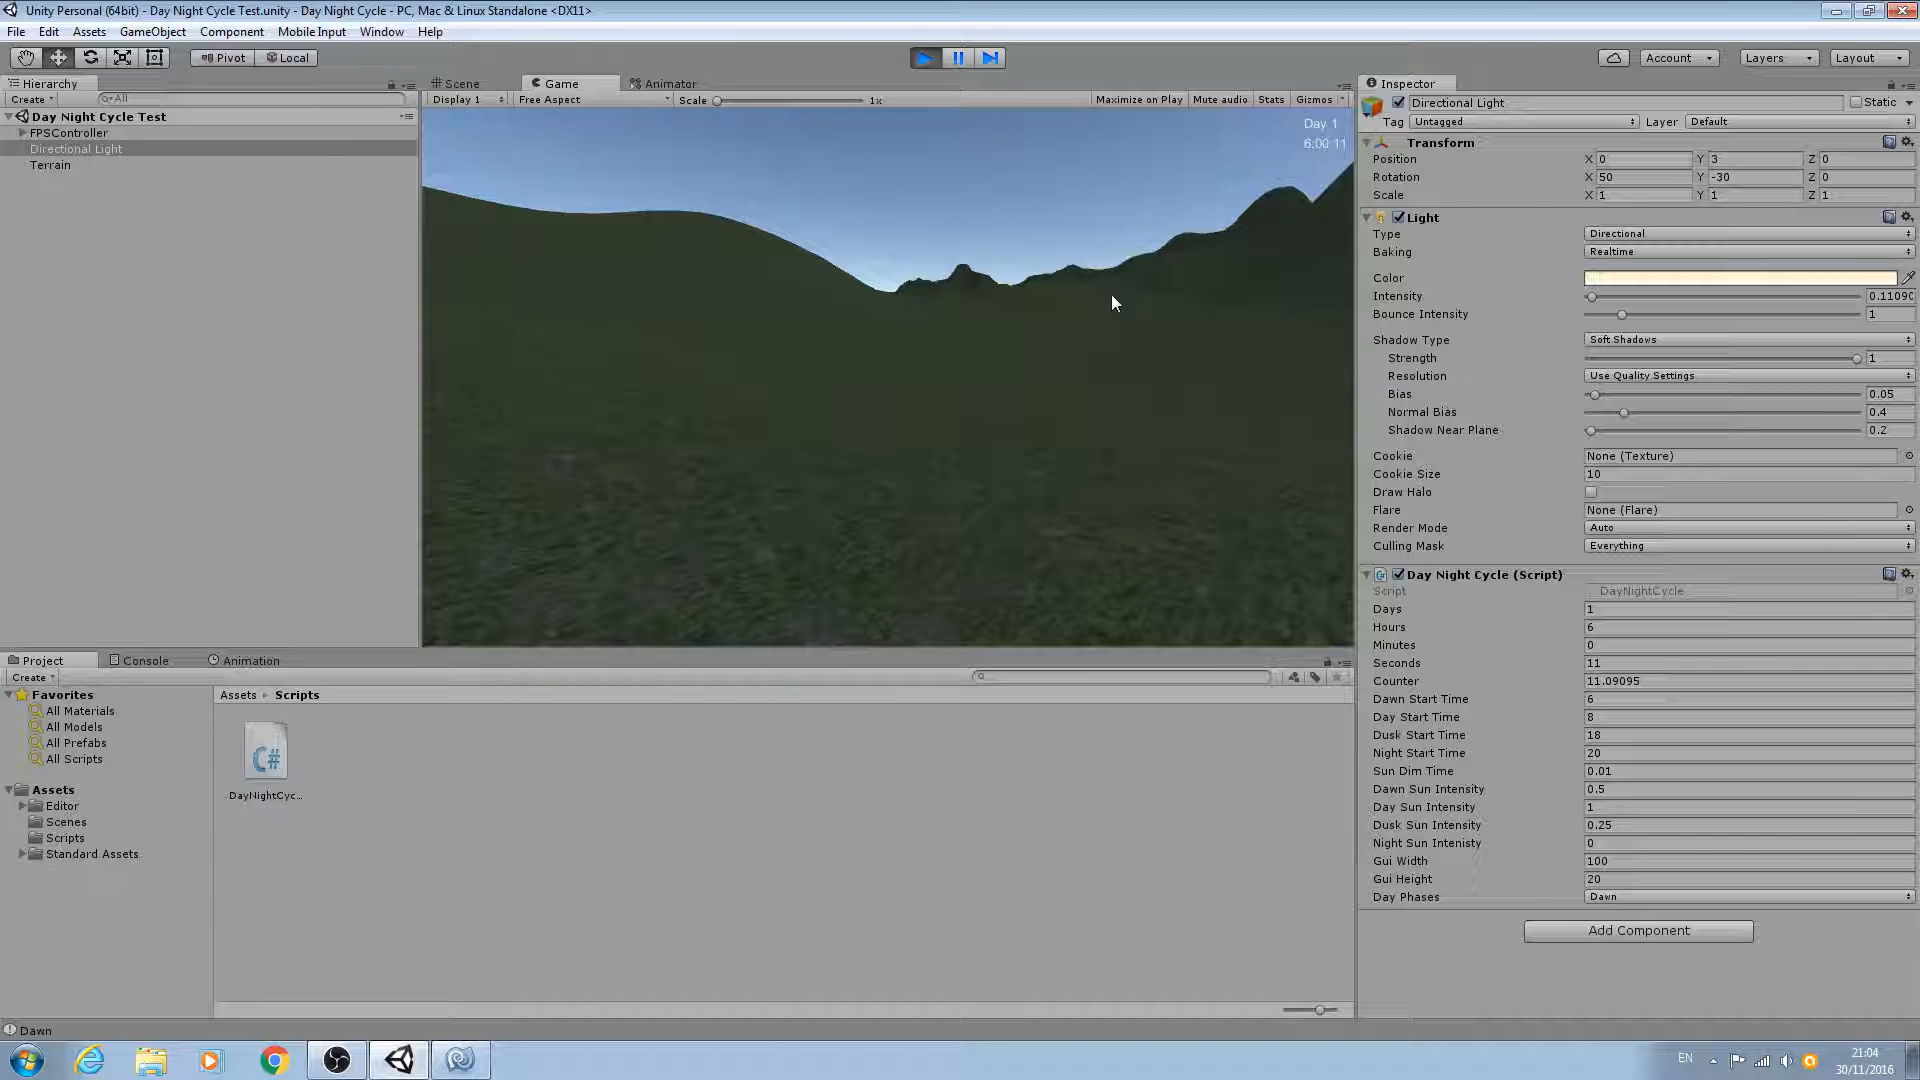 Unity Personal (64bit) - Day Night Cycle Test.unity - Day Night Cycle - PC, Mac & Linux Standalone <DX11>
File Edit Assets GameObject Component Mobile Input Window Help
Pivot Local Account Layers Layout
Hierarchy
Create All
Day Night Cycle Test
FPSController
Directional Light
Terrain
Scene Game Animator
Display 1 Free Aspect Scale 1x Maximize on Play Mute audio Stats Gizmos
Day 1
6:00 11
Inspector
Directional Light Static
Tag Untagged Layer Default
Transform
Position X 0 Y 3 Z 0
Rotation X 50 Y -30 Z 0
Scale X 1 Y 1 Z 1
Light
Type Directional
Baking Realtime
Color
Intensity 0.1109
Bounce Intensity 1
Shadow Type Soft Shadows
Strength 1
Resolution Use Quality Settings
Bias 0.05
Normal Bias 0.4
Shadow Near Plane 0.2
Cookie None (Texture)
Cookie Size 10
Draw Halo
Flare None (Flare)
Render Mode Auto
Culling Mask Everything
Day Night Cycle (Script)
Script DayNightCycle
Days 1
Hours 6
Minutes 0
Seconds 11
Counter 11.09095
Dawn Start Time 6
Day Start Time 8
Dusk Start Time 18
Night Start Time 20
Sun Dim Time 0.01
Dawn Sun Intensity 0.5
Day Sun Intensity 1
Dusk Sun Intensity 0.25
Night Sun Intenisty 0
Gui Width 100
Gui Height 20
Day Phases Dawn
Add Component
Project Console Animation
Create
Favorites
All Materials
All Models
All Prefabs
All Scripts
Assets
Editor
Scenes
Scripts
Standard Assets
Assets Scripts
C#
DayNightCyc...
Dawn
EN
21:04
30/11/2016